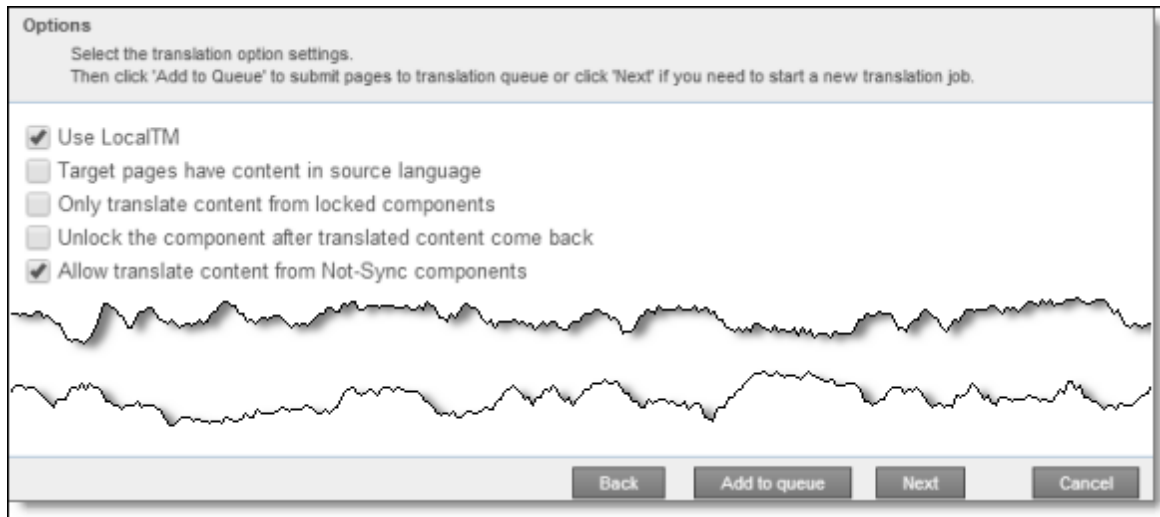 Options
Select the translation option settings.
Then click 'Add to Queue' to submit pages to translation queue or click 'Next' if you need to start a new translation job.
Use LocalTM
Target pages have content in source language
Only translate content from locked components
Unlock the component after translated content come back
Allow translate content from Not-Sync components
Back Add to queue Next Cancel